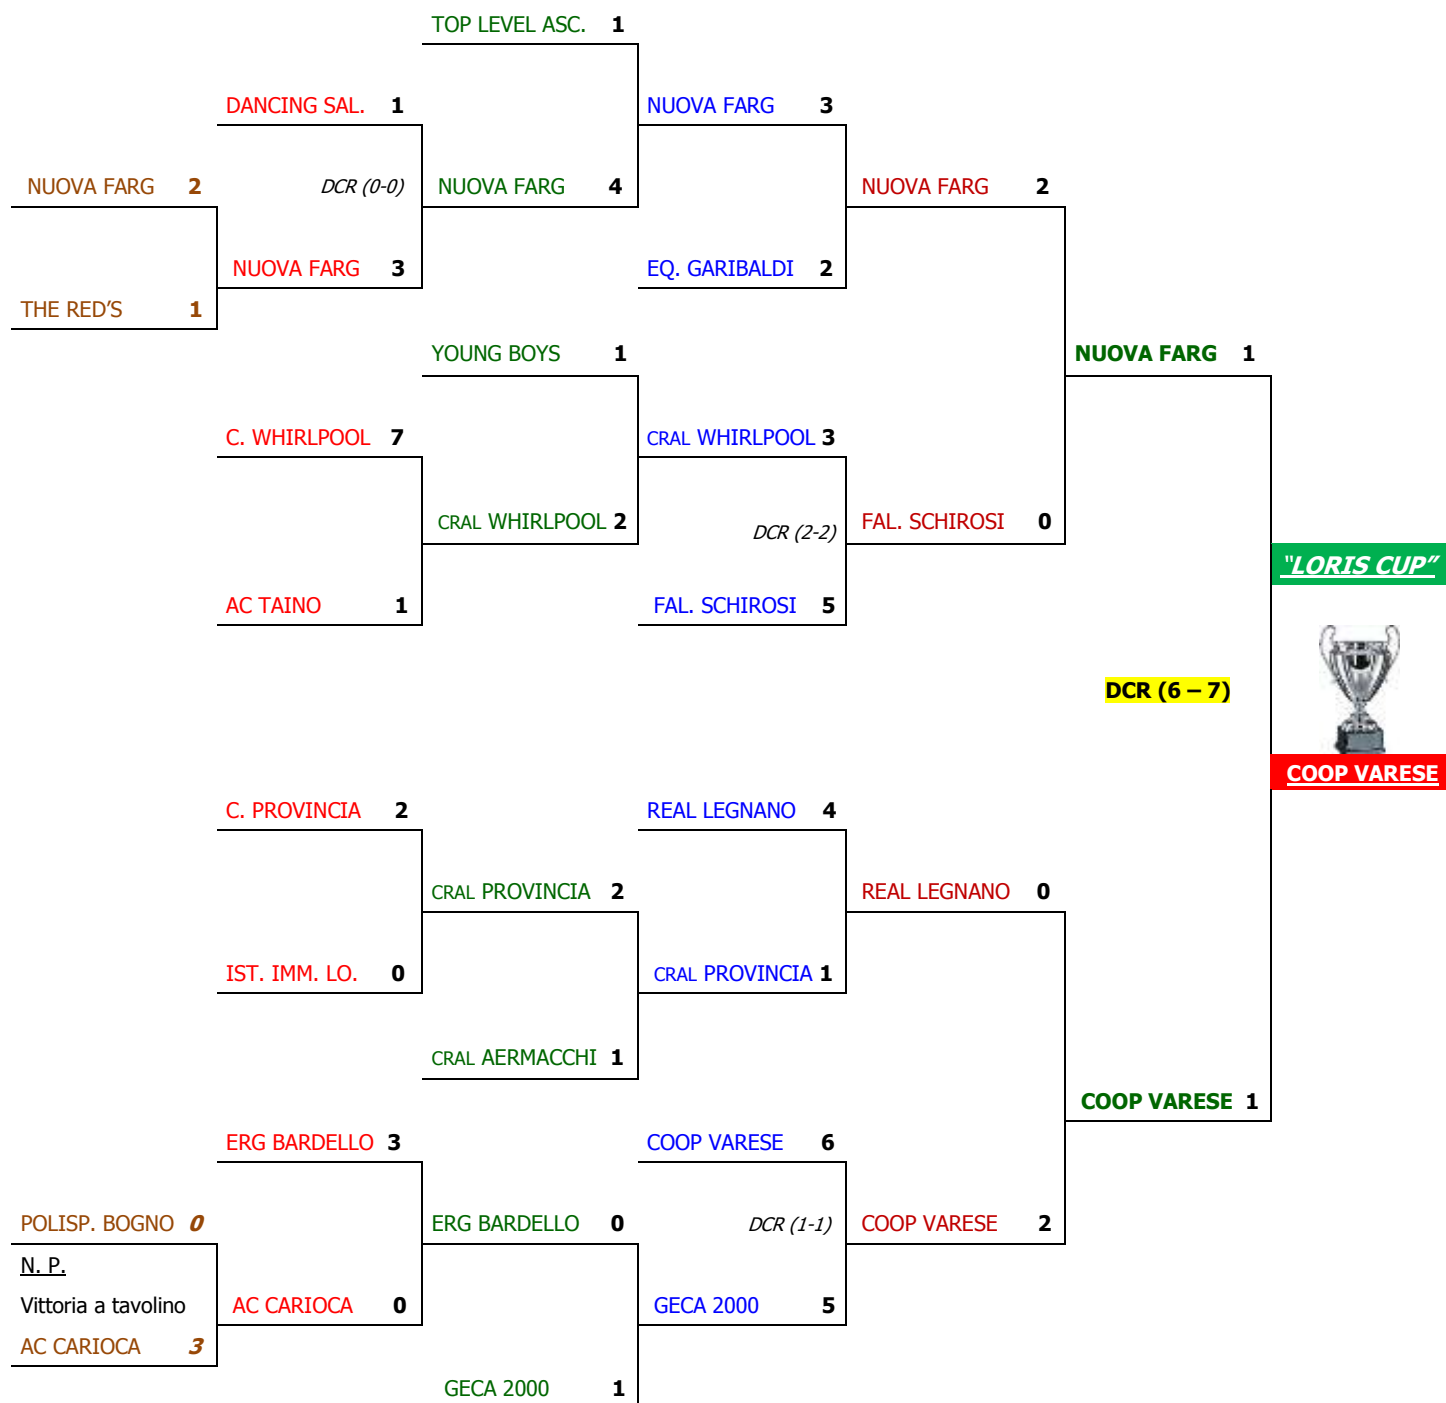 TOP LEVEL ASC. 1
DANCING SAL. 1
NUOVA FARG 3
NUOVA FARG 2
DCR (0-0)
NUOVA FARG 4
NUOVA FARG 2
NUOVA FARG 3
EQ. GARIBALDI 2
THE RED'S 1
YOUNG BOYS 1
NUOVA FARG 1
C. WHIRLPOOL 7
CRAL WHIRLPOOL 3
CRAL WHIRLPOOL 2
DCR (2-2)
FAL. SCHIROSI 0
"LORIS CUP"
AC TAINO 1
FAL. SCHIROSI 5
DCR (6 – 7)
COOP VARESE
C. PROVINCIA 2
REAL LEGNANO 4
CRAL PROVINCIA 2
REAL LEGNANO 0
IST. IMM. LO. 0
CRAL PROVINCIA 1
CRAL AERMACCHI 1
COOP VARESE 1
ERG BARDELLO 3
COOP VARESE 6
POLISP. BOGNO 0
ERG BARDELLO 0
DCR (1-1)
COOP VARESE 2
N. P.
Vittoria a tavolino
AC CARIOCA 0
GECA 2000 5
AC CARIOCA 3
GECA 2000 1